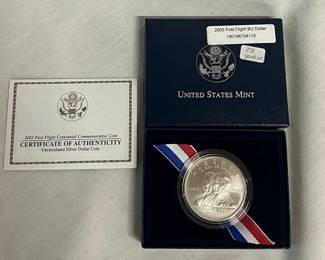 2003 First Flight BU Dollar
190196704110
UNITED STATES MINT
2003 First Flight Centennial Commemorative Coin
CERTIFICATE OF AUTHENTICITY
Uncirculated Silver Dollar Coin